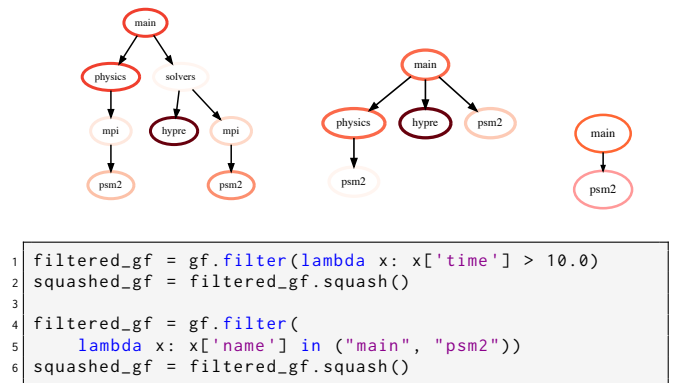 main
physics
solvers
mpi
hypre
mpi
psm2
psm2
main
physics
hypre
psm2
psm2
main
psm2
1 filtered_gf = gf.filter(lambda x: x['time'] > 10.0)
2 squashed_gf = filtered_gf.squash()
3
4 filtered_gf = gf.filter(
5     lambda x: x['name'] in ("main", "psm2"))
6 squashed_gf = filtered_gf.squash()